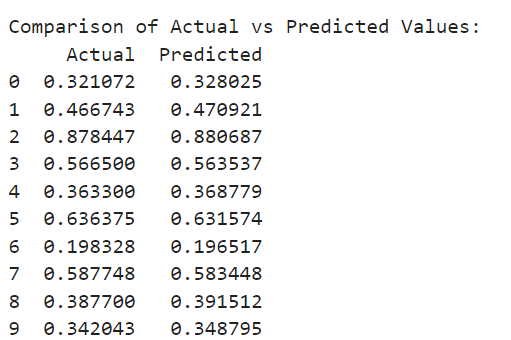 Comparison of Actual vs Predicted Values:
Actual Predicted
0 0.321072 0.328025
1 0.466743 0.470921
2 0.878447 0.880687
3 0.566500 0.563537
4 0.363300 0.368779
5 0.636375 0.631574
6 0.198328 0.196517
7 0.587748 0.583448
8 0.387700 0.391512
9 0.342043 0.348795